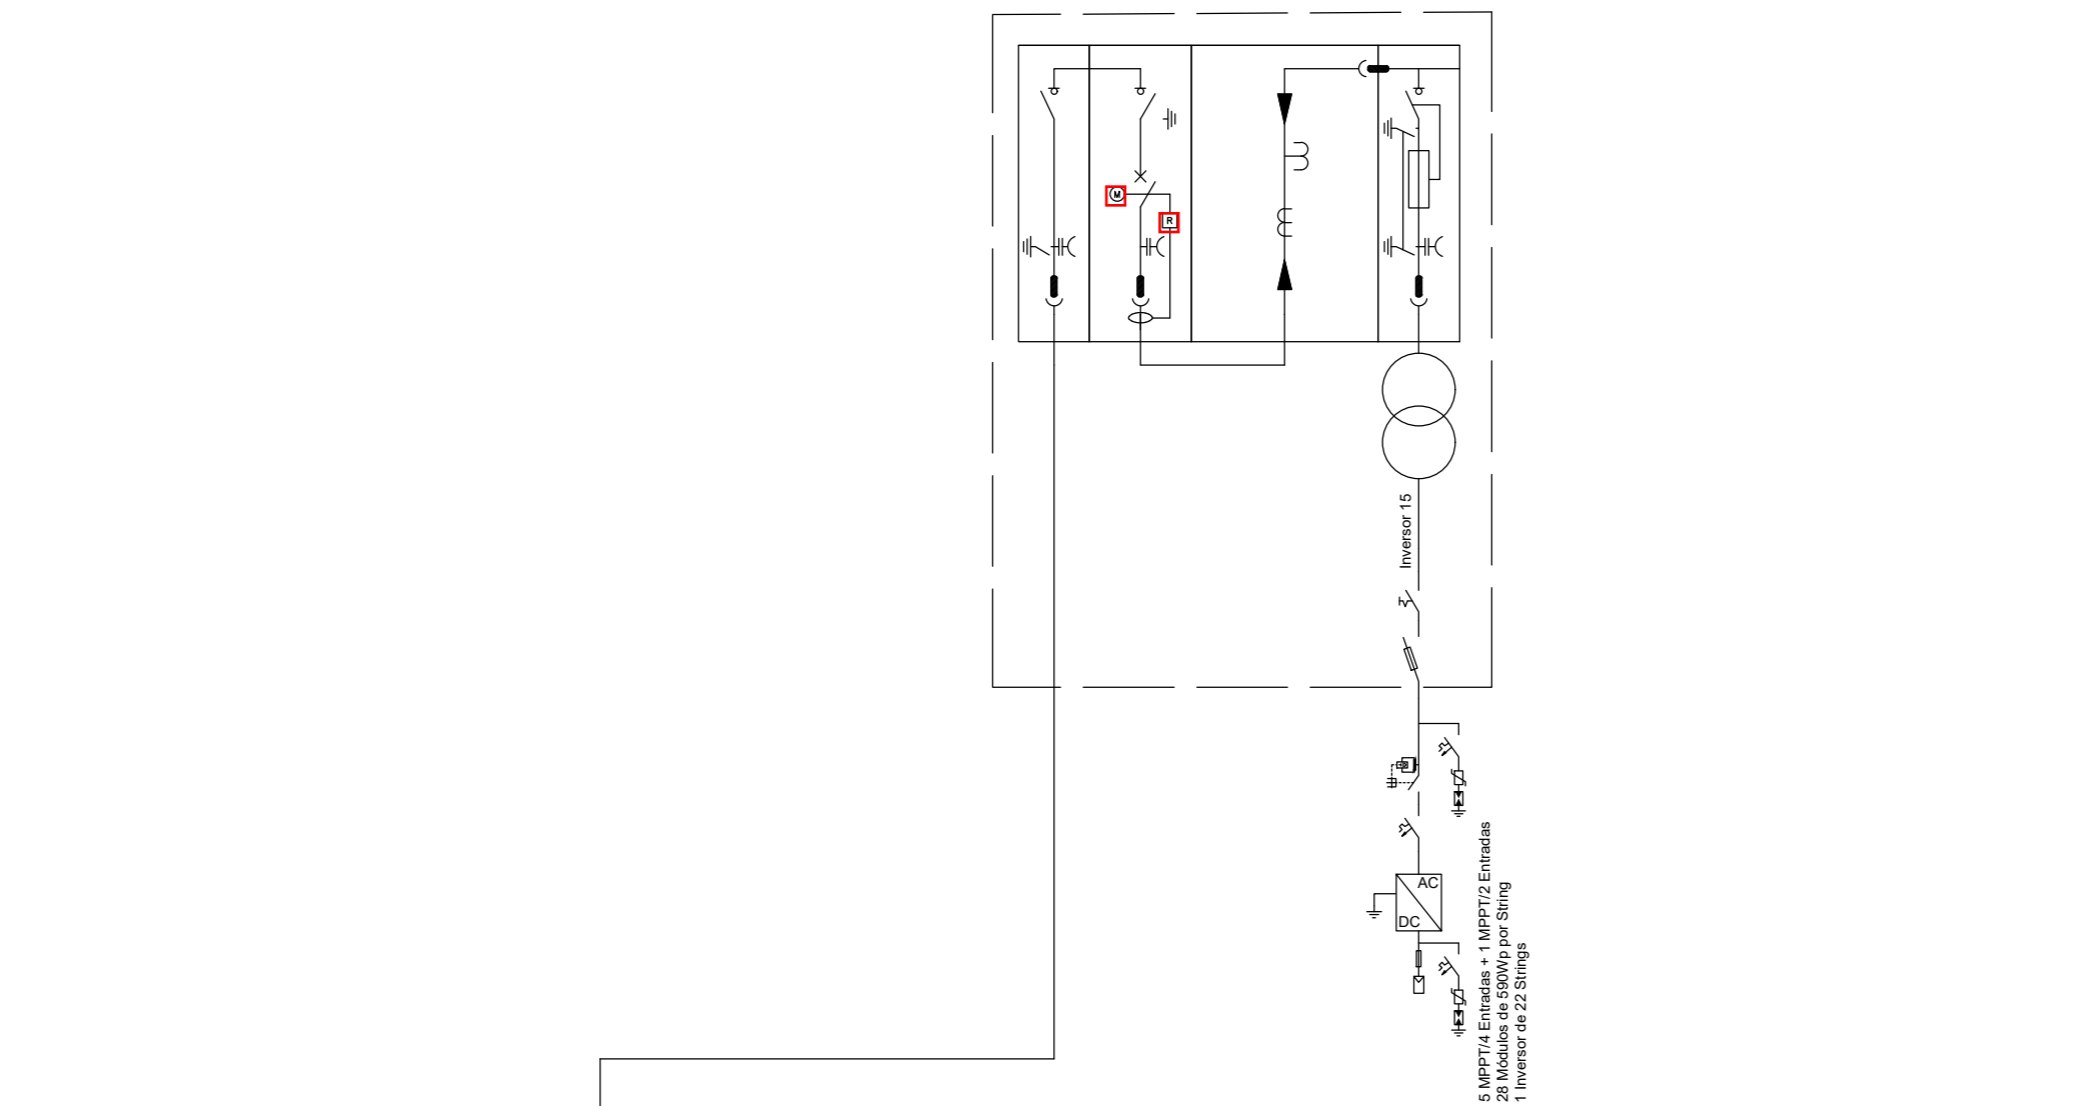 M
R
Inversor 15
AC
DC
5 MPPT/4 Entradas + 1 MPPT/2 Entradas
28 Módulos de 590Wp por String
1 Inversor de 22 Strings